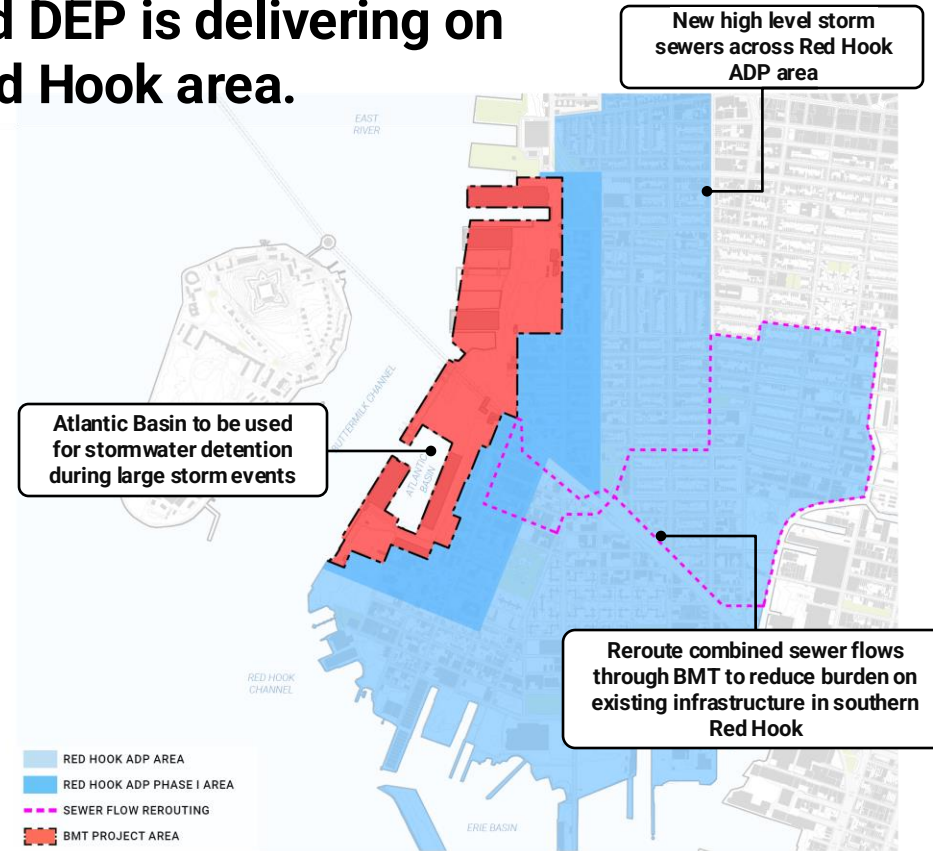 d DEP is delivering on
d Hook area.
New high level storm
sewers across Red Hook
ADP area
EAST
RIVER
BUTTERMILK CHANNEL
Atlantic Basin to be used
for stormwater detention
during large storm events
ATLANTIC
BASIN
Reroute combined sewer flows
through BMT to reduce burden on
existing infrastructure in southern
Red Hook
RED HOOK
CHANNEL
RED HOOK ADP AREA
RED HOOK ADP PHASE I AREA
SEWER FLOW REROUTING
BMT PROJECT AREA
ERIE BASIN